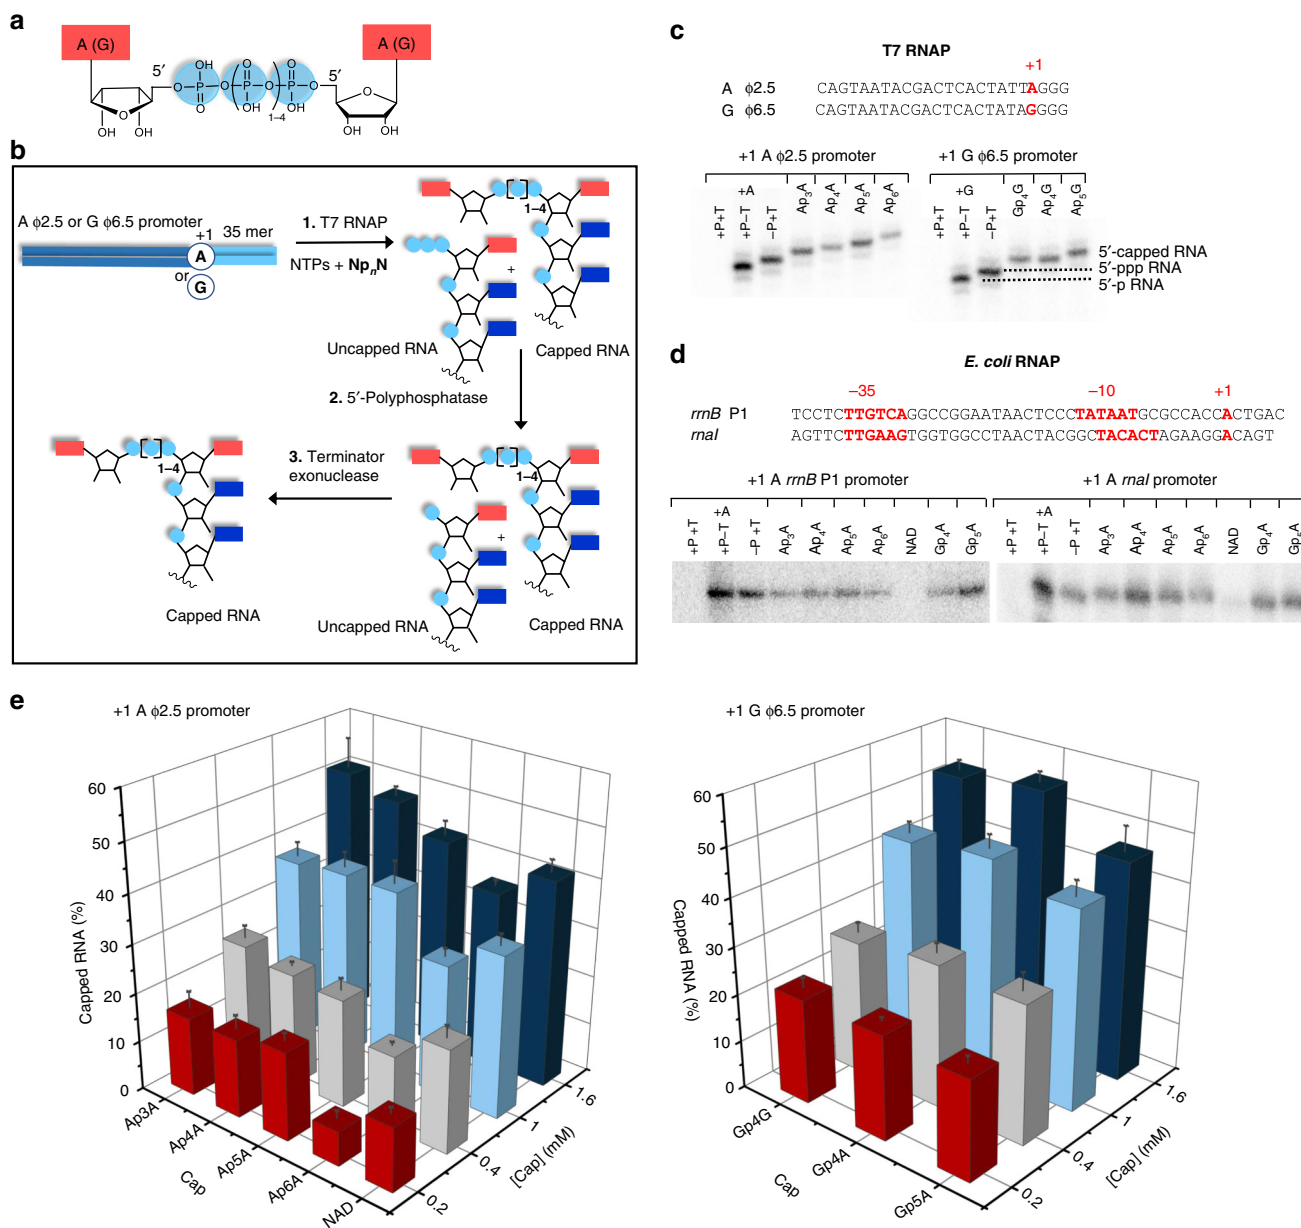 a
A (G)
A (G)
5′
OH
O
P
O
O
P
OH
O
P
OH
O
5′
1–4
O
O
OH
OH
OH
OH
b
A ϕ2.5 or G ϕ6.5 promoter
+1
35 mer
A
or
G
1. T7 RNAP
NTPs + NpnN
1–4
+
Uncapped RNA
Capped RNA
2. 5′-Polyphosphatase
3. Terminator
exonuclease
1–4
1–4
+
Capped RNA
Uncapped RNA
Capped RNA
c
T7 RNAP
+1
A ϕ2.5 CAGTAATACGACTCACTATTAGGG
G ϕ6.5 CAGTAATACGACTCACTATAGGGG
+1 A ϕ2.5 promoter
+A
+P+T
+P–T
–P+T
Ap3A
Ap4A
Ap5A
Ap6A
+1 G ϕ6.5 promoter
+G
+P+T
+P–T
–P+T
Gp4G
Ap4G
Ap5G
5′-capped RNA
5′-ppp RNA
5′-p RNA
d
E. coli RNAP
–35 –10 +1
rrnB P1 TCCTCTTGTCAGGCCGGAATAACTCCCTATAATGCGCCACCACTGAC
rnaI AGTTCTTGAAGTGGTGGCCTAACTACGGCTACACTAGAAGGACAGT
+1 A rrnB P1 promoter
+A
+P +T
+P–T
–P +T
Ap3A
Ap4A
Ap5A
Ap6A
NAD
Gp4A
Gp5A
+1 A rnaI promoter
+A
+P +T
+P–T
–P +T
Ap3A
Ap4A
Ap5A
Ap6A
NAD
Gp4A
Gp5A
e
+1 A ϕ2.5 promoter
60
50
40
30
20
10
0
Capped RNA (%)
Ap3A
Ap4A
Ap5A
Ap6A
NAD
Cap
0.2
0.4
1
1.6
[Cap] (mM)
+1 G ϕ6.5 promoter
60
50
40
30
20
10
0
Capped RNA (%)
Gp4G
Gp4A
Gp5A
Cap
0.2
0.4
1
1.6
[Cap] (mM)